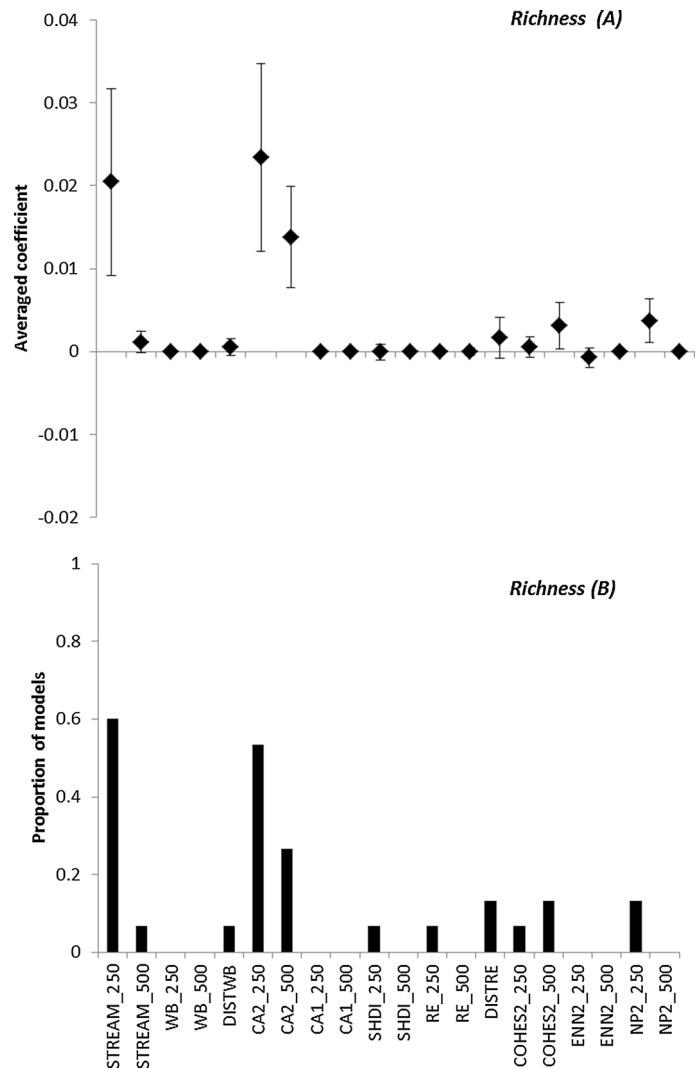 Richness (A)
0.04
0.03
0.02
0.01
0
-0.01
-0.02
Averaged coefficient
Richness (B)
1
0.8
0.6
0.4
0.2
0
Proportion of models
STREAM_250
STREAM_500
WB_250
WB_500
DISTWB
CA2_250
CA2_500
CA1_250
CA1_500
SHDI_250
SHDI_500
RE_250
RE_500
DISTRE
COHES2_250
COHES2_500
ENN2_250
ENN2_500
NP2_250
NP2_500